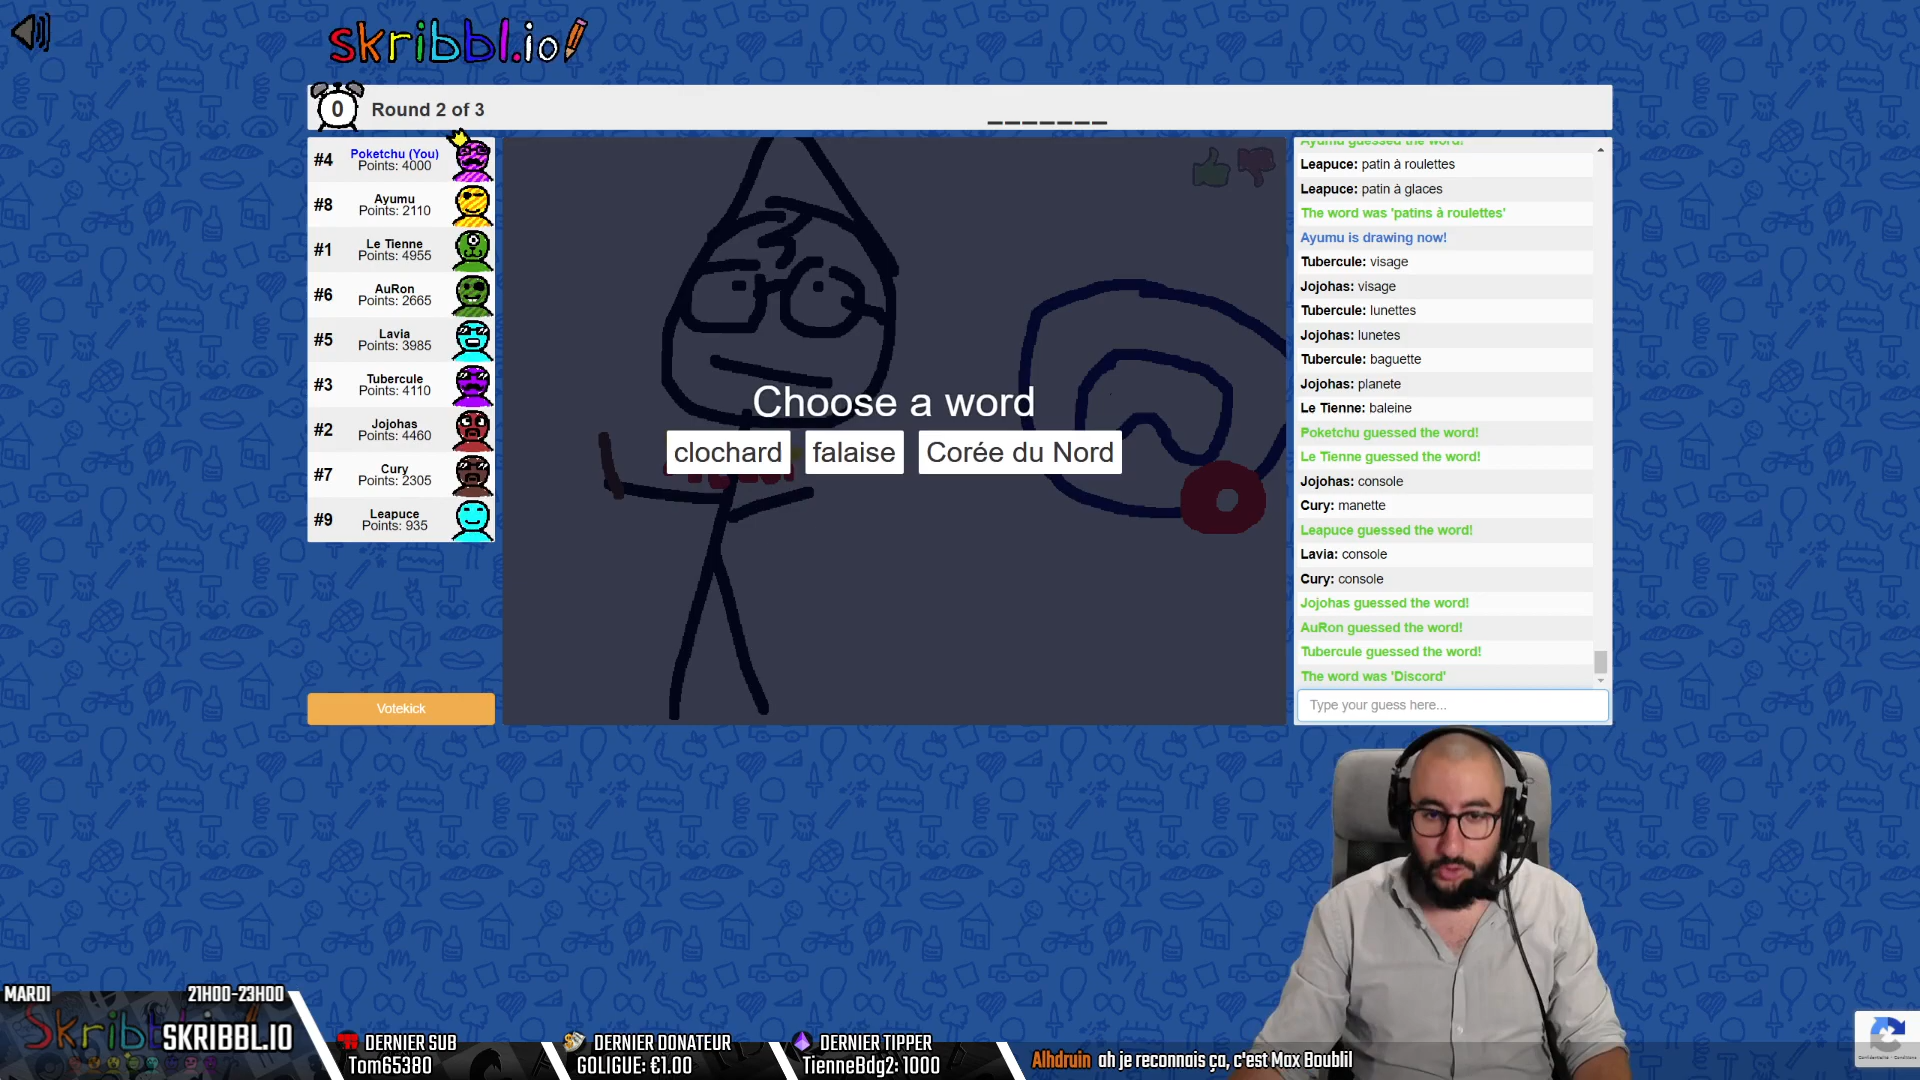 skribbl.io
0
Round 2 of 3
_______
#4 Poketchu (You)
Points: 4000
#8 Ayumu
Points: 2110
#1 Le Tienne
Points: 4955
#6 AuRon
Points: 2665
#5 Lavia
Points: 3985
#3 Tubercule
Points: 4110
#2 Jojohas
Points: 4460
#7 Cury
Points: 2305
#9 Leapuce
Points: 935
Votekick
Choose a word
clochard falaise Corée du Nord
Ayumu guessed the word!
Leapuce: patin à roulettes
Leapuce: patin à glaces
The word was 'patins à roulettes'
Ayumu is drawing now!
Tubercule: visage
Jojohas: visage
Tubercule: lunettes
Jojohas: lunetes
Tubercule: baguette
Jojohas: planete
Le Tienne: baleine
Poketchu guessed the word!
Le Tienne guessed the word!
Jojohas: console
Cury: manette
Leapuce guessed the word!
Lavia: console
Cury: console
Jojohas guessed the word!
AuRon guessed the word!
Tubercule guessed the word!
The word was 'Discord'
Type your guess here...
MARDI 21H00-23H00
SKRIBBL.IO
DERNIER SUB
Tom65380
DERNIER DONATEUR
GOLIGUE: €1.00
DERNIER TIPPER
TienneBdg2: 1000
Alhdruin ah je reconnais ça, c'est Max Boublil